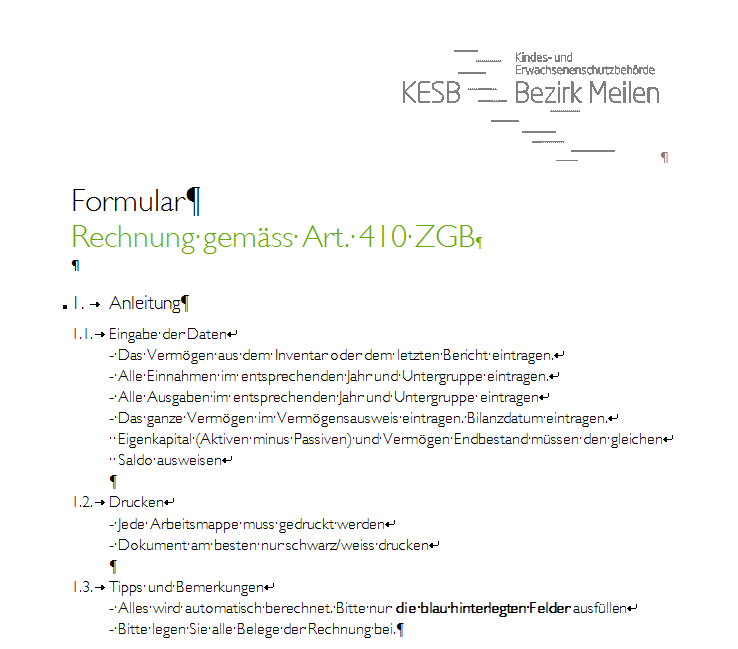 Kindes- und
Erwachsenenschutzbehörde
KESB Bezirk Meilen
¶
Formular¶
Rechnung·gemäss·Art.·410·ZGB¶
¶
1.→Anleitung¶
1.1.→Eingabe·der·Daten↵
-·Das·Vermögen·aus·dem·Inventar·oder·dem·letzten·Bericht·eintragen.↵
-·Alle·Einnahmen·im·entsprechenden·Jahr·und·Untergruppe·eintragen.↵
-·Alle·Ausgaben·im·entsprechenden·Jahr·und·Untergruppe·eintragen↵
-·Das·ganze·Vermögen·im·Vermögensausweis·eintragen.·Bilanzdatum·eintragen.↵
··Eigenkapital·(Aktiven·minus·Passiven)·und·Vermögen·Endbestand·müssen·den·gleichen↵
··Saldo·ausweisen↵
¶
1.2.→Drucken↵
-·Jede·Arbeitsmappe·muss·gedruckt·werden↵
-·Dokument·am·besten·nur·schwarz/weiss·drucken↵
¶
1.3.→Tipps·und·Bemerkungen↵
-·Alles·wird·automatisch·berechnet.·Bitte·nur·die·blau·hinterlegten·Felder·ausfüllen↵
-·Bitte·legen·Sie·alle·Belege·der·Rechnung·bei.¶